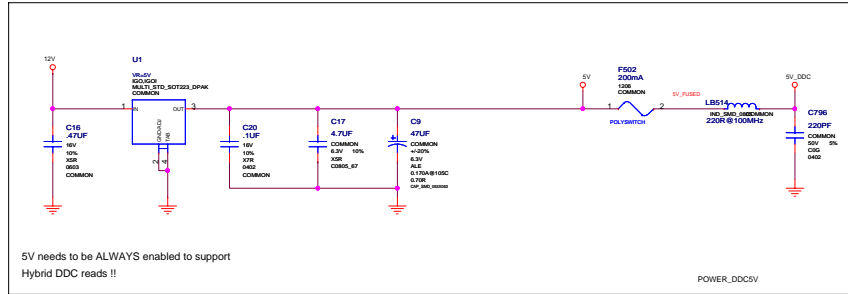 12V
U1
VR=5V
IGO,IGOI
MULTI_STD_SOT223_DPAK
COMMON
1
IN
OUT
3
GND/ADJ
TAB
2
4
C16
.47UF
16V
10%
X5R
0603
COMMON
C20
.1UF
16V
10%
X7R
0402
COMMON
C17
4.7UF
COMMON
6.3V 10%
X5R
C0805_67
C9
47UF
COMMON
+/-20%
6.3V
ALE
0.170A@105C
0.70R
5V
F502
200mA
1206
COMMON
1
2
POLYSWITCH
5V_FUSED
LB514
COMMON
220R@100MHz
5V_DDC
C796
220PF
COMMON
50V 5%
C0G
0402
5V needs to be ALWAYS enabled to support
Hybrid DDC reads !!
POWER_DDC5V